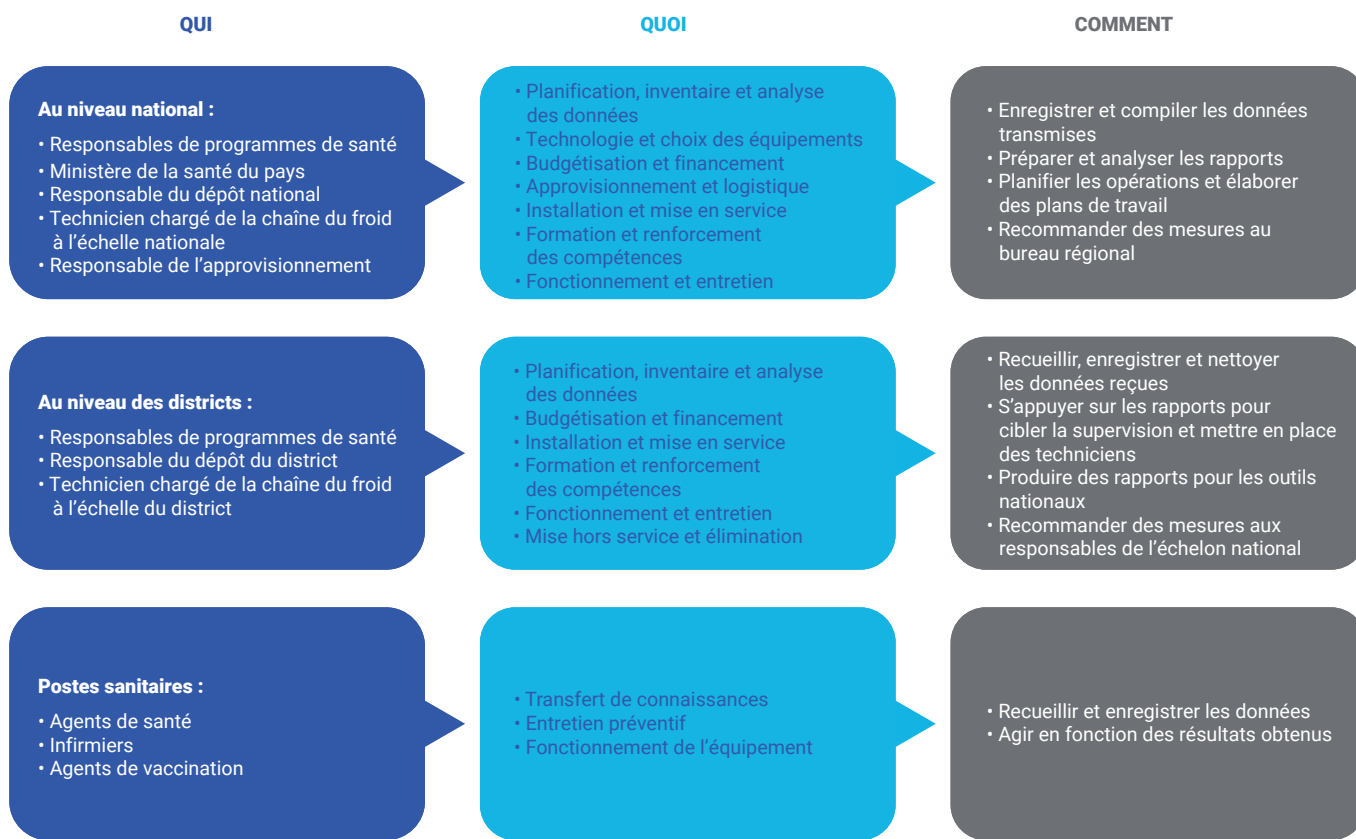 QUI
QUOI
COMMENT
Au niveau national :
• Responsables de programmes de santé
• Ministère de la santé du pays
• Responsable du dépôt national
• Technicien chargé de la chaîne du froid
à l’échelle nationale
• Responsable de l’approvisionnement
• Planification, inventaire et analyse
des données
• Technologie et choix des équipements
• Budgétisation et financement
• Approvisionnement et logistique
• Installation et mise en service
• Formation et renforcement
des compétences
• Fonctionnement et entretien
• Enregistrer et compiler les données
transmises
• Préparer et analyser les rapports
• Planifier les opérations et élaborer
des plans de travail
• Recommander des mesures au
bureau régional
Au niveau des districts :
• Responsables de programmes de santé
• Responsable du dépôt du district
• Technicien chargé de la chaîne du froid
à l’échelle du district
• Planification, inventaire et analyse
des données
• Budgétisation et financement
• Installation et mise en service
• Formation et renforcement
des compétences
• Fonctionnement et entretien
• Mise hors service et élimination
• Recueillir, enregistrer et nettoyer
les données reçues
• S’appuyer sur les rapports pour
cibler la supervision et mettre en place
des techniciens
• Produire des rapports pour les outils
nationaux
• Recommander des mesures aux
responsables de l’échelon national
Postes sanitaires :
• Agents de santé
• Infirmiers
• Agents de vaccination
• Transfert de connaissances
• Entretien préventif
• Fonctionnement de l’équipement
• Recueillir et enregistrer les données
• Agir en fonction des résultats obtenus